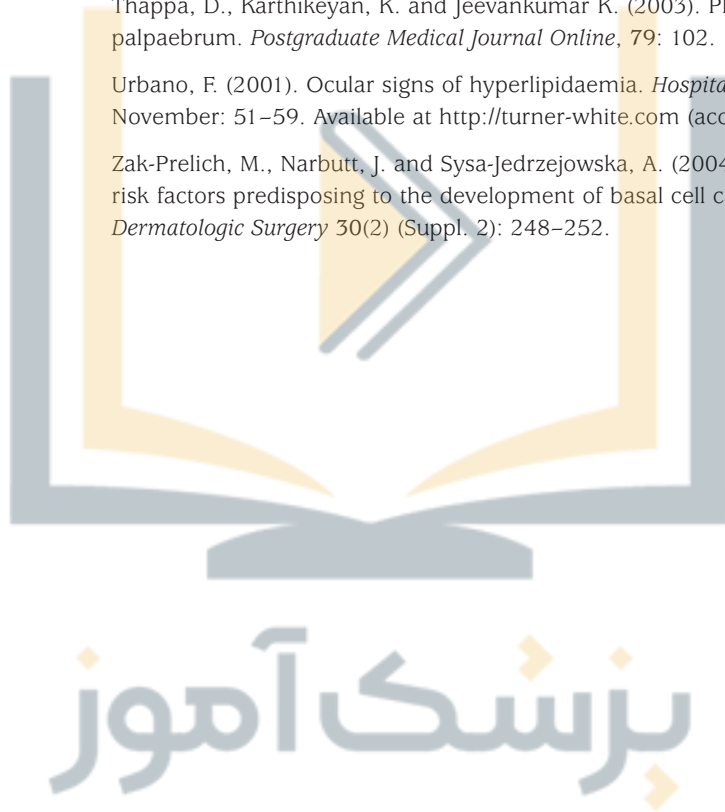 Thappa, D., Karthikeyan, K. and Jeevankumar K. (2003). Ph
palpaebrum. Postgraduate Medical Journal Online, 79: 102.
Urbano, F. (2001). Ocular signs of hyperlipidaemia. Hospita
November: 51–59. Available at http://turner-white.com (acc
Zak-Prelich, M., Narbutt, J. and Sysa-Jedrzejowska, A. (2004
risk factors predisposing to the development of basal cell c
Dermatologic Surgery 30(2) (Suppl. 2): 248–252.
پزشک آموز